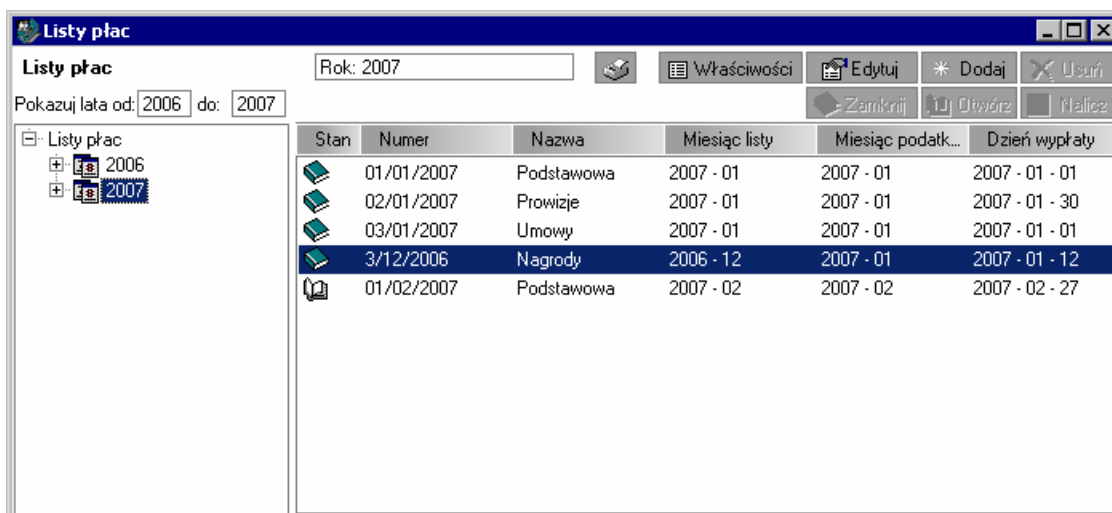 Listy płac
Listy płac Rok: 2007 Właściwości Edytuj Dodaj Usuń
Pokazuj lata od: 2006 do: 2007 Zamknij Otwórz Nalicz
Listy płac
2006
2007
Stan Numer Nazwa Miesiąc listy Miesiąc podatk... Dzień wypłaty
01/01/2007 Podstawowa 2007 - 01 2007 - 01 2007 - 01 - 01
02/01/2007 Prowizje 2007 - 01 2007 - 01 2007 - 01 - 30
03/01/2007 Umowy 2007 - 01 2007 - 01 2007 - 01 - 01
3/12/2006 Nagrody 2006 - 12 2007 - 01 2007 - 01 - 12
01/02/2007 Podstawowa 2007 - 02 2007 - 02 2007 - 02 - 27